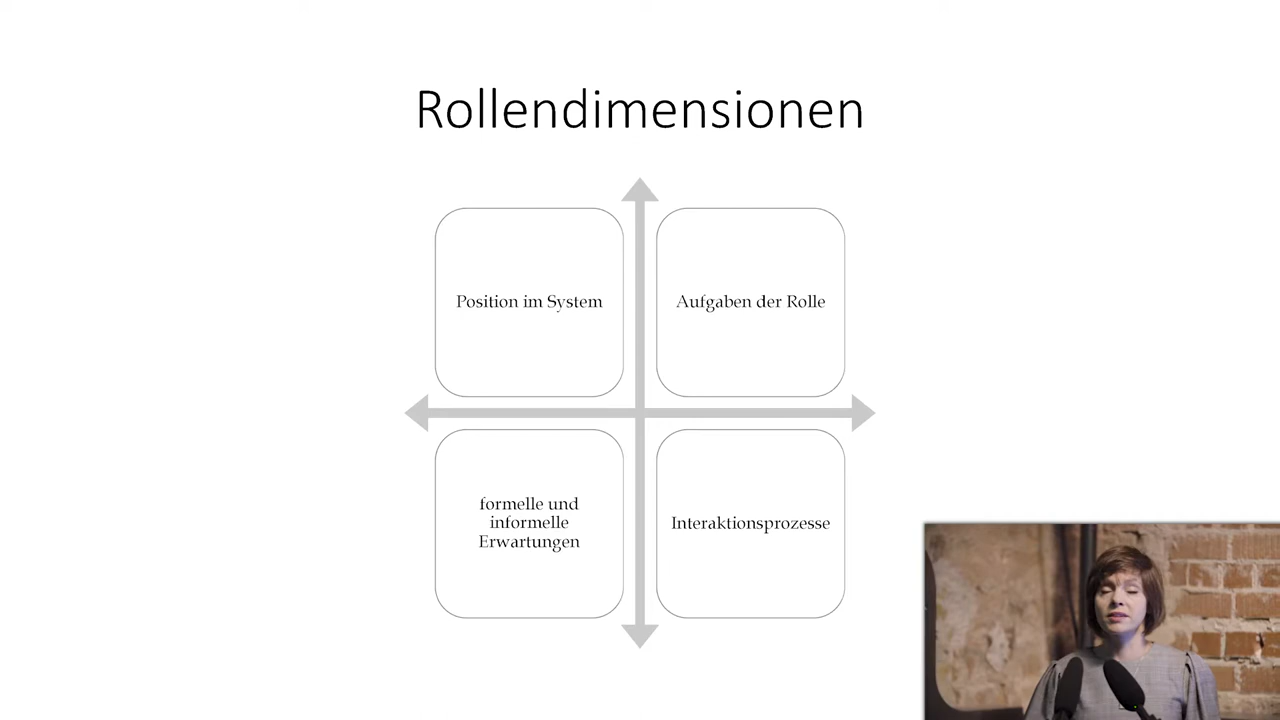 Rollendimensionen
Position im System
Aufgaben der Rolle
formelle und
informelle
Erwartungen
Interaktionsprozesse